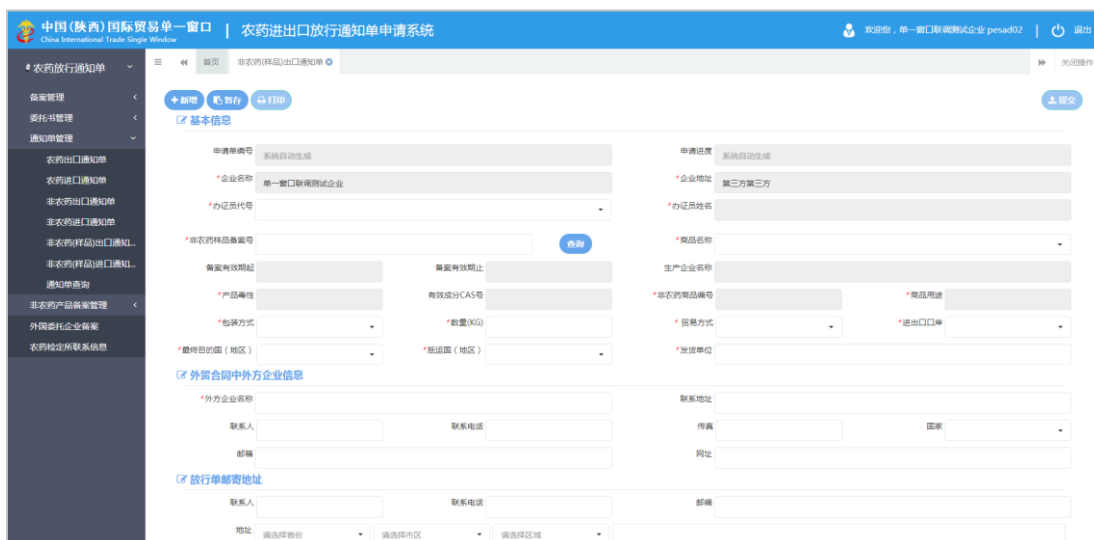 中国(陕西)国际贸易单一窗口 | 农药进出口放行通知单申请系统
China International Trade Single Window
欢迎您，单一窗口联调测试企业 pesad02 | 退出
农药放行通知单
首页 非农药(样品)出口通知单
关闭操作
备案管理
委托书管理
通知单管理
农药出口通知单
农药进口通知单
非农药出口通知单
非农药进口通知单
非农药(样品)出口通知...
非农药(样品)进口通知...
通知单查询
非农药产品备案管理
外国委托企业备案
农药检定所联系信息
新增 暂存 打印 提交
基本信息
申请单编号 系统自动生成 申请进度 系统自动生成
*企业名称 单一窗口联调测试企业 *企业地址 第三方第三方
*办证员代号 *办证员姓名
*非农药样品备案号 查询 *商品名称
备案有效期起 备案有效期止 生产企业名称
*产品毒性 有效成分CAS号 *非农药商品编号 *商品用途
*包装方式 *数量(KG) *贸易方式 *进出口口岸
*最终目的国（地区） *抵运国（地区） *发货单位
外贸合同中外方企业信息
*外方企业名称 联系地址
联系人 联系电话 传真 国家
邮箱 网址
放行单邮寄地址
联系人 联系电话 邮编
地址 请选择省份 请选择市区 请选择区域